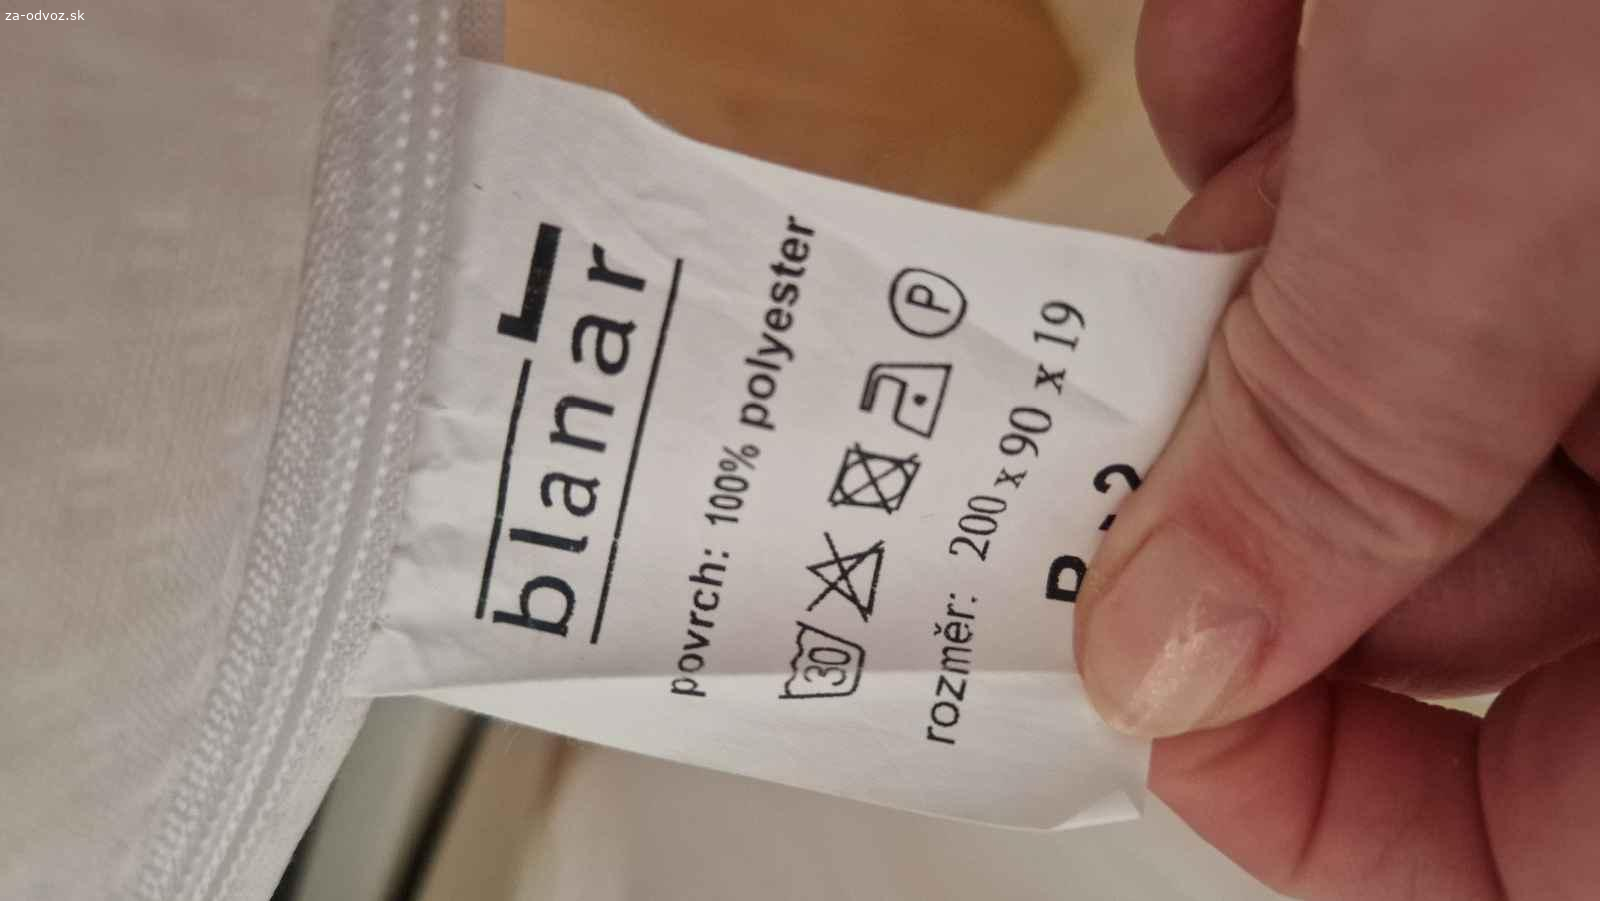 za-odvoz.sk
blanar
povrch: 100% polyester
30 P
rozměr: 200 x 90 x 19